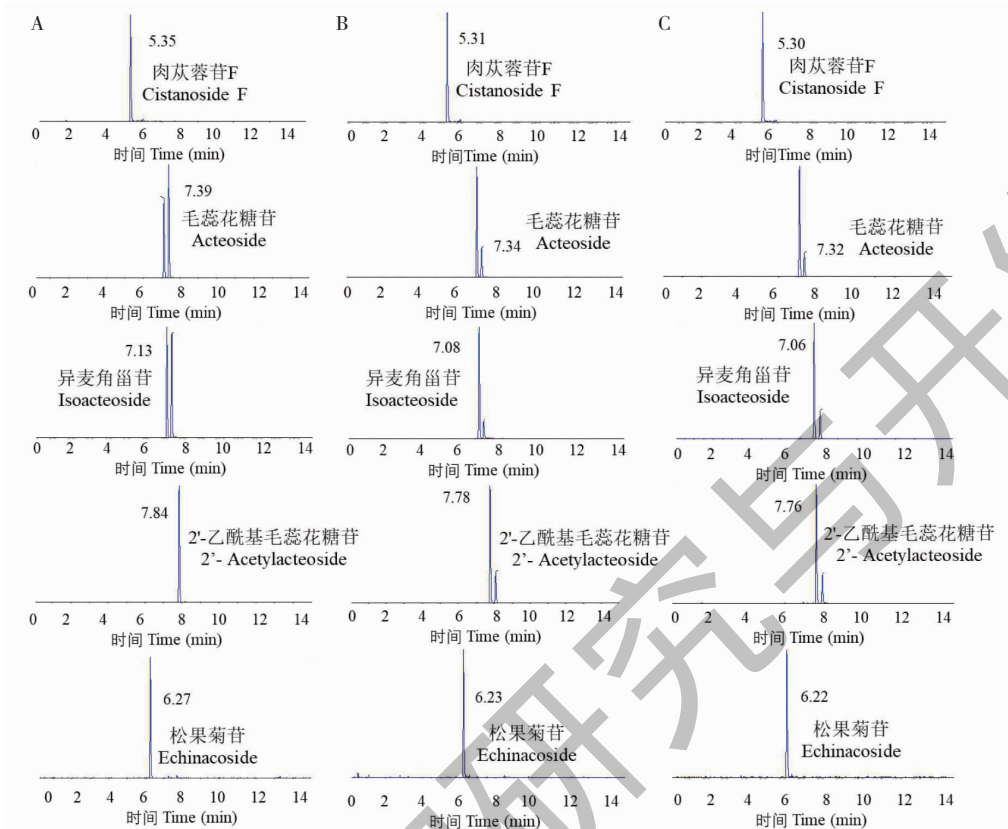 A
5.35
肉苁蓉苷F
Cistanoside F
0 2 4 6 8 10 12 14
时间 Time (min)
7.39
毛蕊花糖苷
Acteoside
0 2 4 6 8 10 12 14
时间 Time (min)
7.13
异麦角甾苷
Isoacteoside
0 2 4 6 8 10 12 14
时间 Time (min)
7.84
2'-乙酰基毛蕊花糖苷
2’- Acetylacteoside
0 2 4 6 8 10 12 14
时间 Time (min)
6.27
松果菊苷
Echinacoside
0 2 4 6 8 10 12 14
时间 Time (min)
B
5.31
肉苁蓉苷F
Cistanoside F
0 2 4 6 8 10 12 14
时间Time (min)
毛蕊花糖苷
7.34 Acteoside
0 2 4 6 8 10 12 14
时间 Time (min)
7.08
异麦角甾苷
Isoacteoside
0 2 4 6 8 10 12 14
时间 Time (min)
7.78
2'-乙酰基毛蕊花糖苷
2’- Acetylacteoside
0 2 4 6 8 10 12 14
时间 Time (min)
6.23
松果菊苷
Echinacoside
0 2 4 6 8 10 12 14
时间 Time (min)
C
5.30
肉苁蓉苷F
Cistanoside F
0 2 4 6 8 10 12 14
时间Time (min)
毛蕊花糖苷
7.32 Acteoside
0 2 4 6 8 10 12 14
时间 Time (min)
7.06
异麦角甾苷
Isoacteoside
0 2 4 6 8 10 12 14
时间 Time (min)
7.76
2'-乙酰基毛蕊花糖苷
2’- Acetylacteoside
0 2 4 6 8 10 12 14
时间 Time (min)
6.22
松果菊苷
Echinacoside
0 2 4 6 8 10 12 14
时间 Time (min)
研究与开